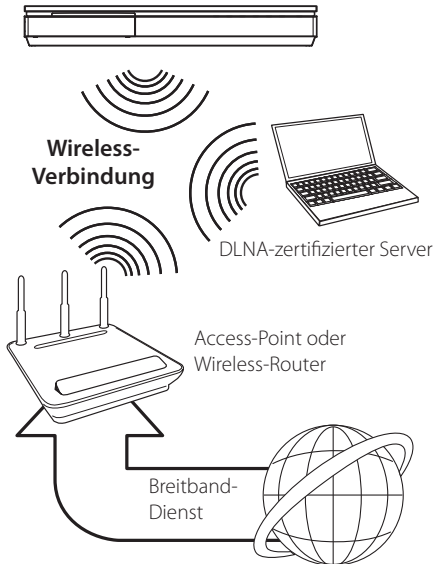 Wireless-
Verbindung
DLNA-zertifizierter Server
Access-Point oder
Wireless-Router
Breitband-
Dienst